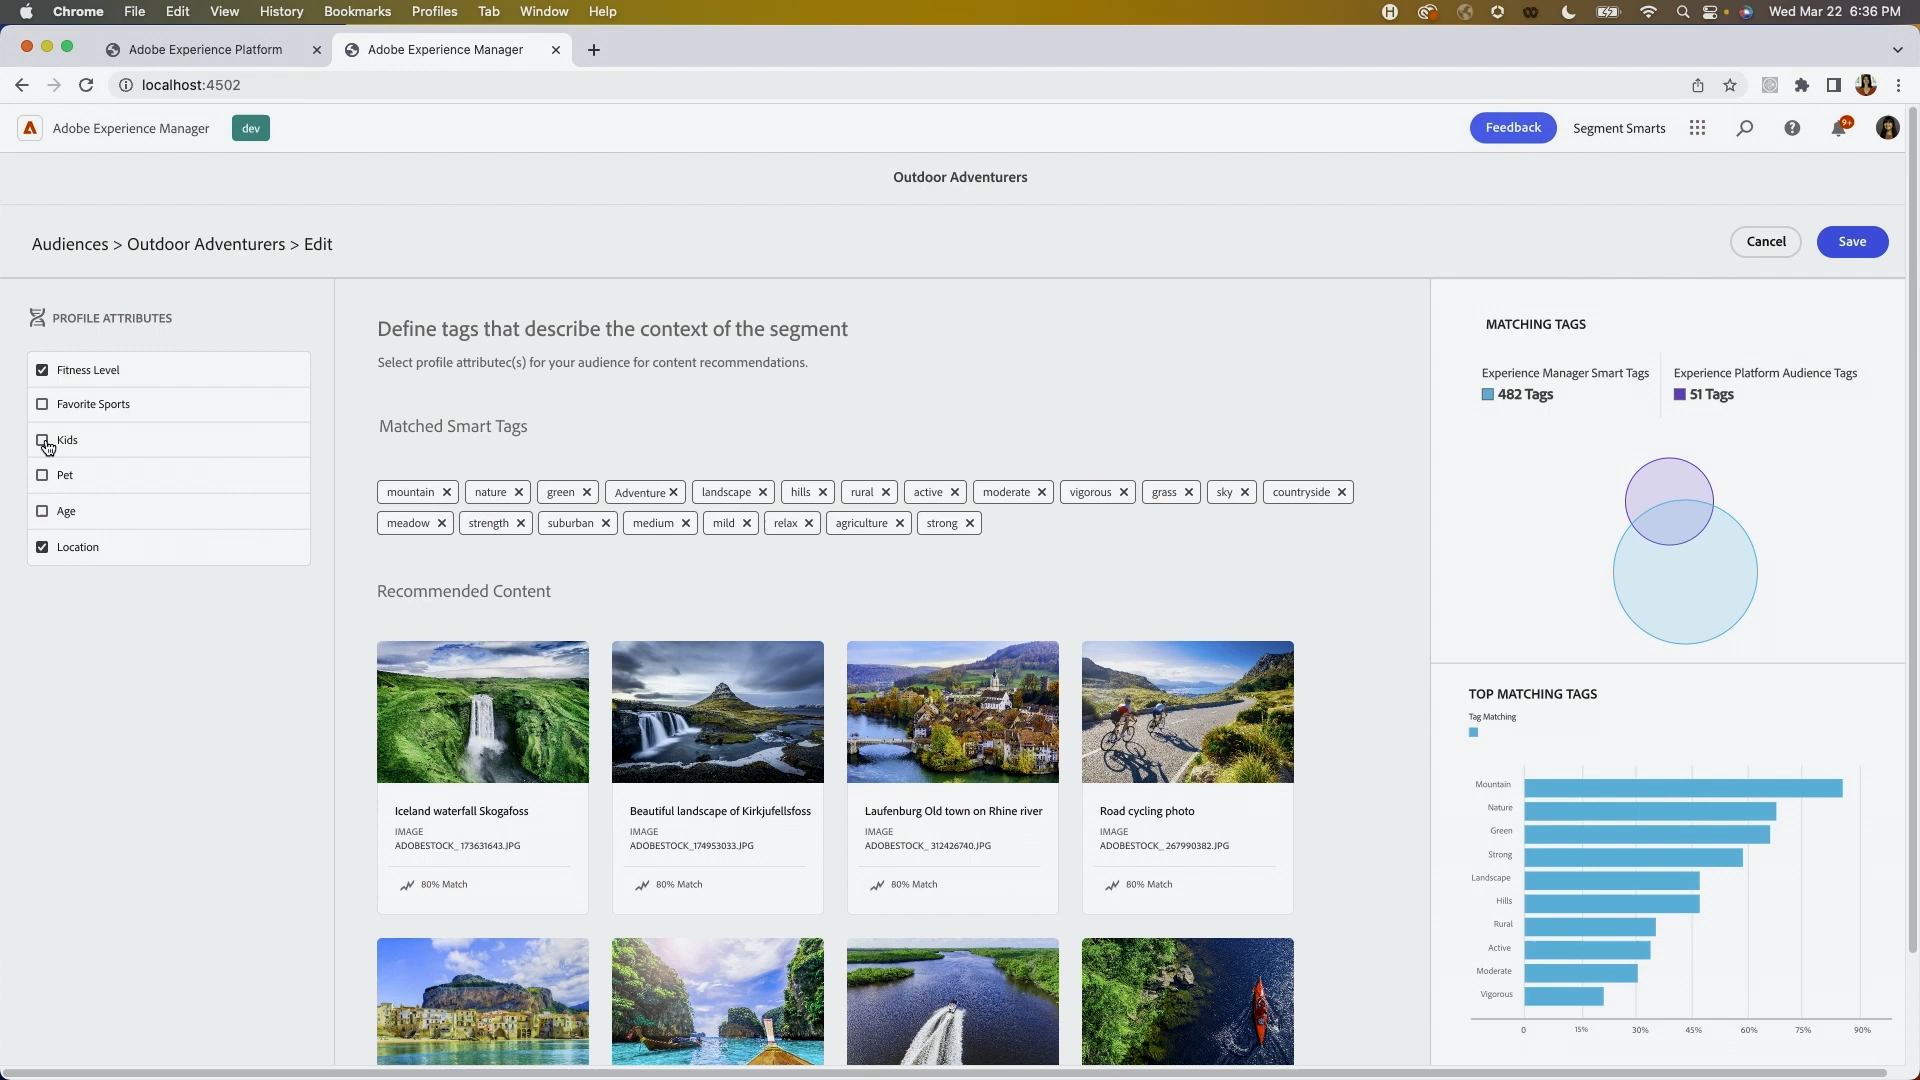 Chrome File Edit View History Bookmarks Profiles Tab Window Help Wed Mar 22 6:36 PM
Adobe Experience Platform Adobe Experience Manager
localhost:4502
Adobe Experience Manager dev Feedback Segment Smarts 9+
Outdoor Adventurers
Audiences > Outdoor Adventurers > Edit Cancel Save
PROFILE ATTRIBUTES
Fitness Level
Favorite Sports
Kids
Pet
Age
Location
Define tags that describe the context of the segment
Select profile attributec(s) for your audience for content recommendations.
Matched Smart Tags
mountain nature green Adventure landscape hills rural active moderate vigorous grass sky countryside
meadow strength suburban medium mild relax agriculture strong
Recommended Content
Iceland waterfall Skogafoss
IMAGE
ADOBESTOCK_ 173631643.JPG
80% Match
Beautiful landscape of Kirkjufellsfoss
IMAGE
ADOBESTOCK_174953033.JPG
80% Match
Laufenburg Old town on Rhine river
IMAGE
ADOBESTOCK_ 312426740.JPG
80% Match
Road cycling photo
IMAGE
ADOBESTOCK_ 267990382.JPG
80% Match
MATCHING TAGS
Experience Manager Smart Tags
482 Tags
Experience Platform Audience Tags
51 Tags
TOP MATCHING TAGS
Tag Matching
Mountain
Nature
Green
Strong
Landscape
Hills
Rural
Active
Moderate
Vigorous
0 15% 30% 45% 60% 75% 90%